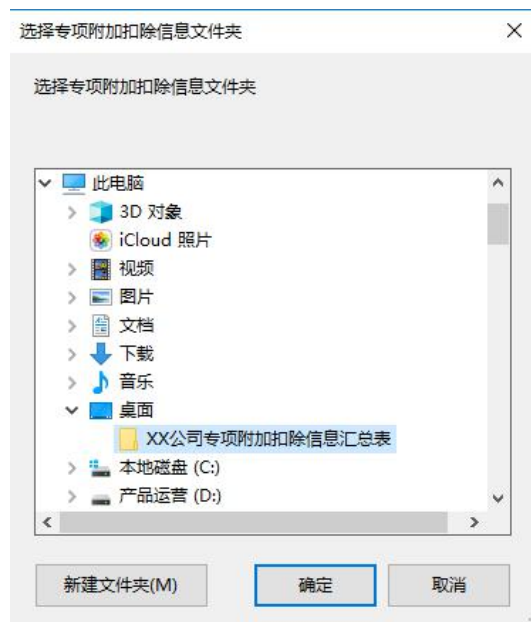 选择专项附加扣除信息文件夹
选择专项附加扣除信息文件夹
此电脑
3D 对象
iCloud 照片
视频
图片
文档
下载
音乐
桌面
XX公司专项附加扣除信息汇总表
本地磁盘 (C:)
产品运营 (D:)
新建文件夹(M) 确定 取消